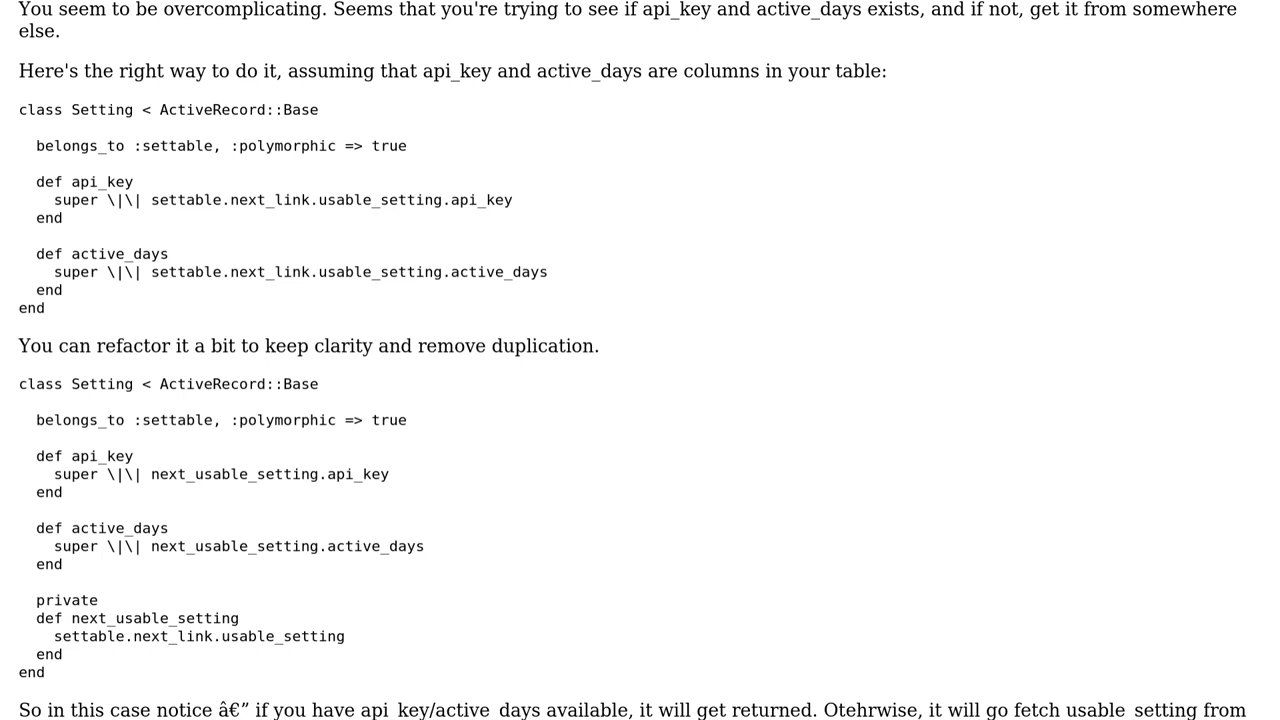 You seem to be overcomplicating. Seems that you're trying to see if api_key and active_days exists, and if not, get it from somewhere
else.
Here's the right way to do it, assuming that api_key and active_days are columns in your table:
class Setting < ActiveRecord::Base
  belongs_to :settable, :polymorphic => true
  def api_key
    super \|\| settable.next_link.usable_setting.api_key
  end
  def active_days
    super \|\| settable.next_link.usable_setting.active_days
  end
end
You can refactor it a bit to keep clarity and remove duplication.
class Setting < ActiveRecord::Base
  belongs_to :settable, :polymorphic => true
  def api_key
    super \|\| next_usable_setting.api_key
  end
  def active_days
    super \|\| next_usable_setting.active_days
  end
  private
  def next_usable_setting
    settable.next_link.usable_setting
  end
end
So in this case notice â€” if you have api_key/active_days available, it will get returned. Otehrwise, it will go fetch usable_setting from